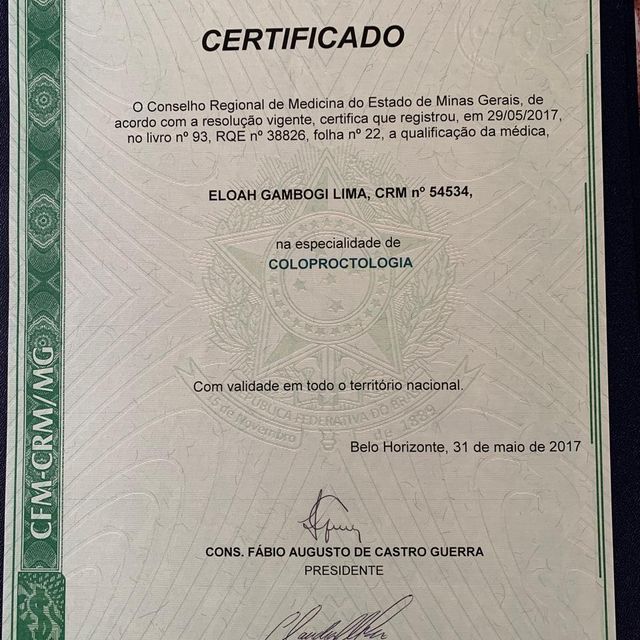 CERTIFICADO
O Conselho Regional de Medicina do Estado de Minas Gerais, de
acordo com a resolução vigente, certifica que registrou, em 29/05/2017,
no livro nº 93, RQE nº 38826, folha nº 22, a qualificação da médica,
ELOAH GAMBOGI LIMA, CRM nº 54534,
na especialidade de
COLOPROCTOLOGIA
Com validade em todo o território nacional.
REPÚBLICA FEDERATIVA DO BRASIL
de Novembro de 1889
Belo Horizonte, 31 de maio de 2017
CONS. FÁBIO AUGUSTO DE CASTRO GUERRA
PRESIDENTE
CFM-CRM/MG